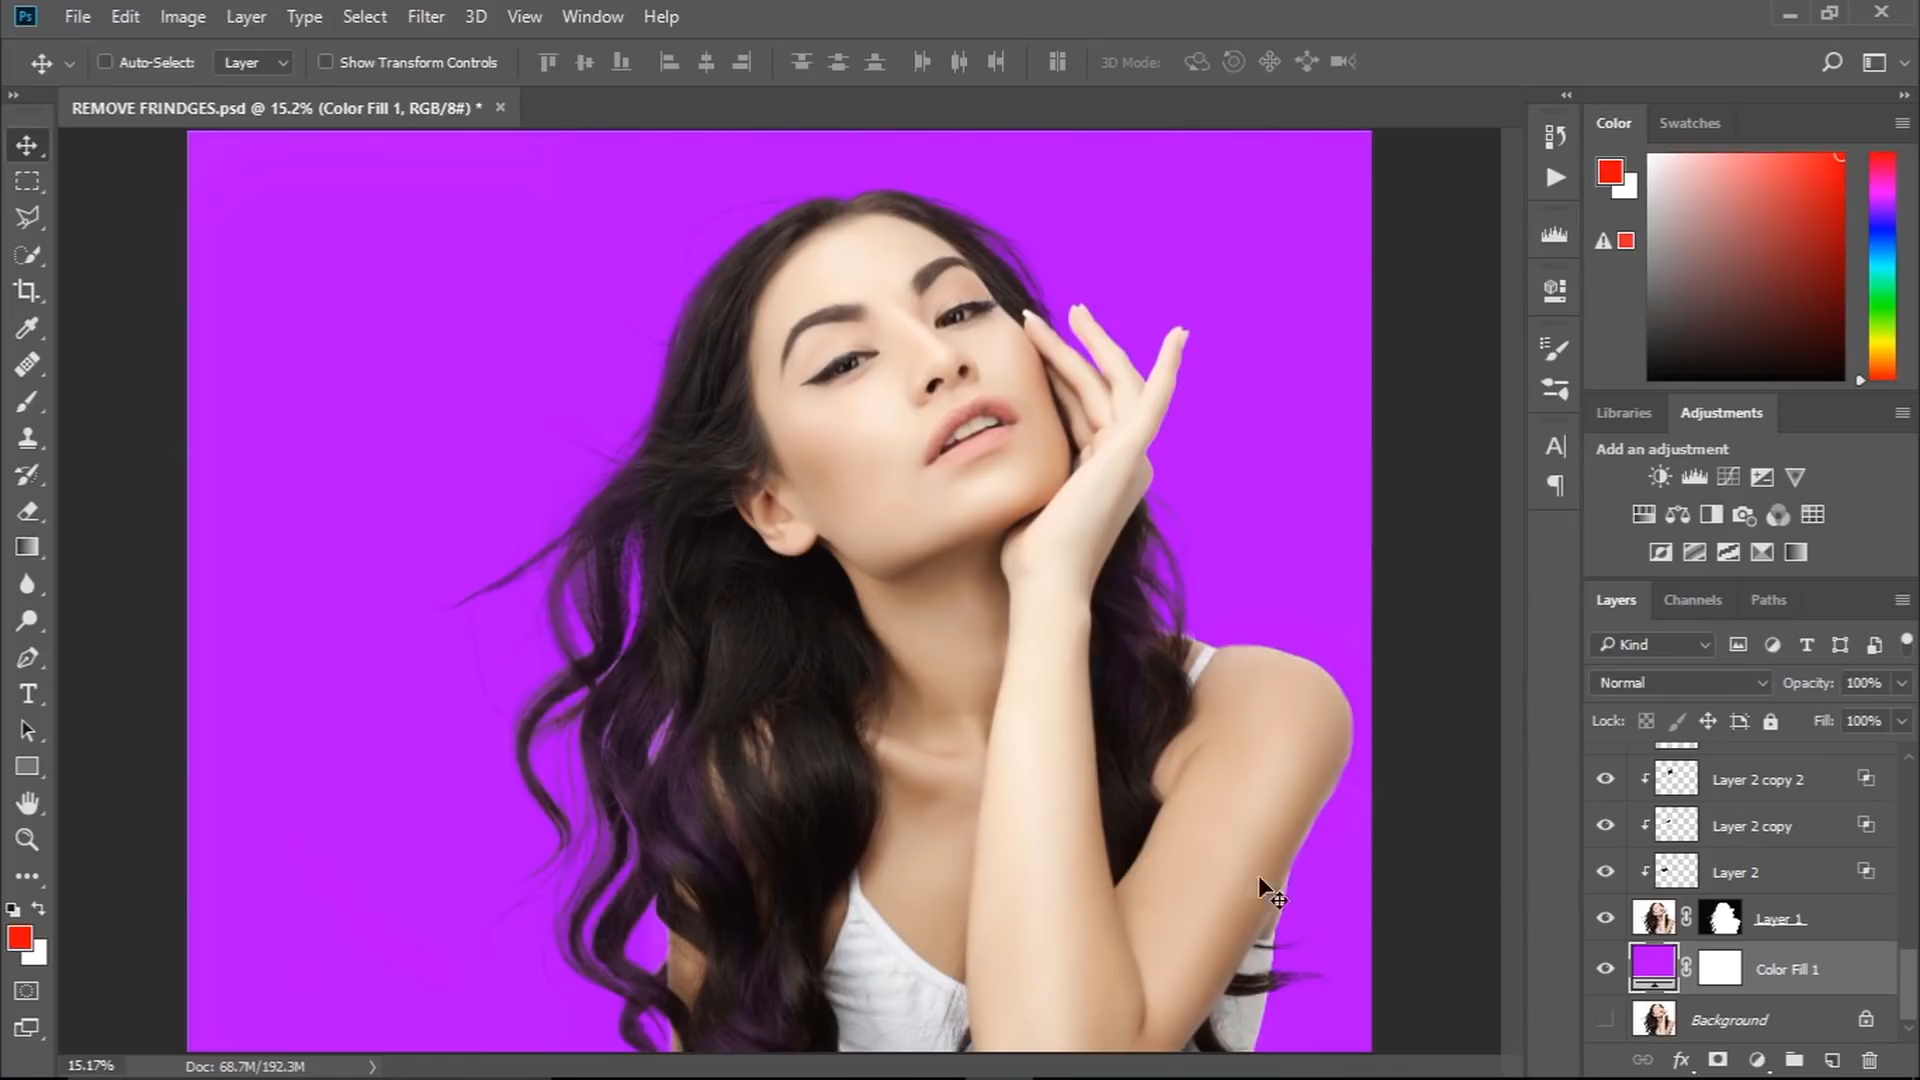 Ps File Edit Image Layer Type Select Filter 3D View Window Help
Auto-Select: Layer Show Transform Controls 3D Mode:
REMOVE FRINDGES.psd @ 15.2% (Color Fill 1, RGB/8#) * ×
Color Swatches
Libraries Adjustments
Add an adjustment
Layers Channels Paths
Kind
Normal Opacity: 100%
Lock: Fill: 100%
Layer 2 copy 2
Layer 2 copy
Layer 2
Layer 1
Color Fill 1
Background
15.17% Doc: 68.7M/192.3M